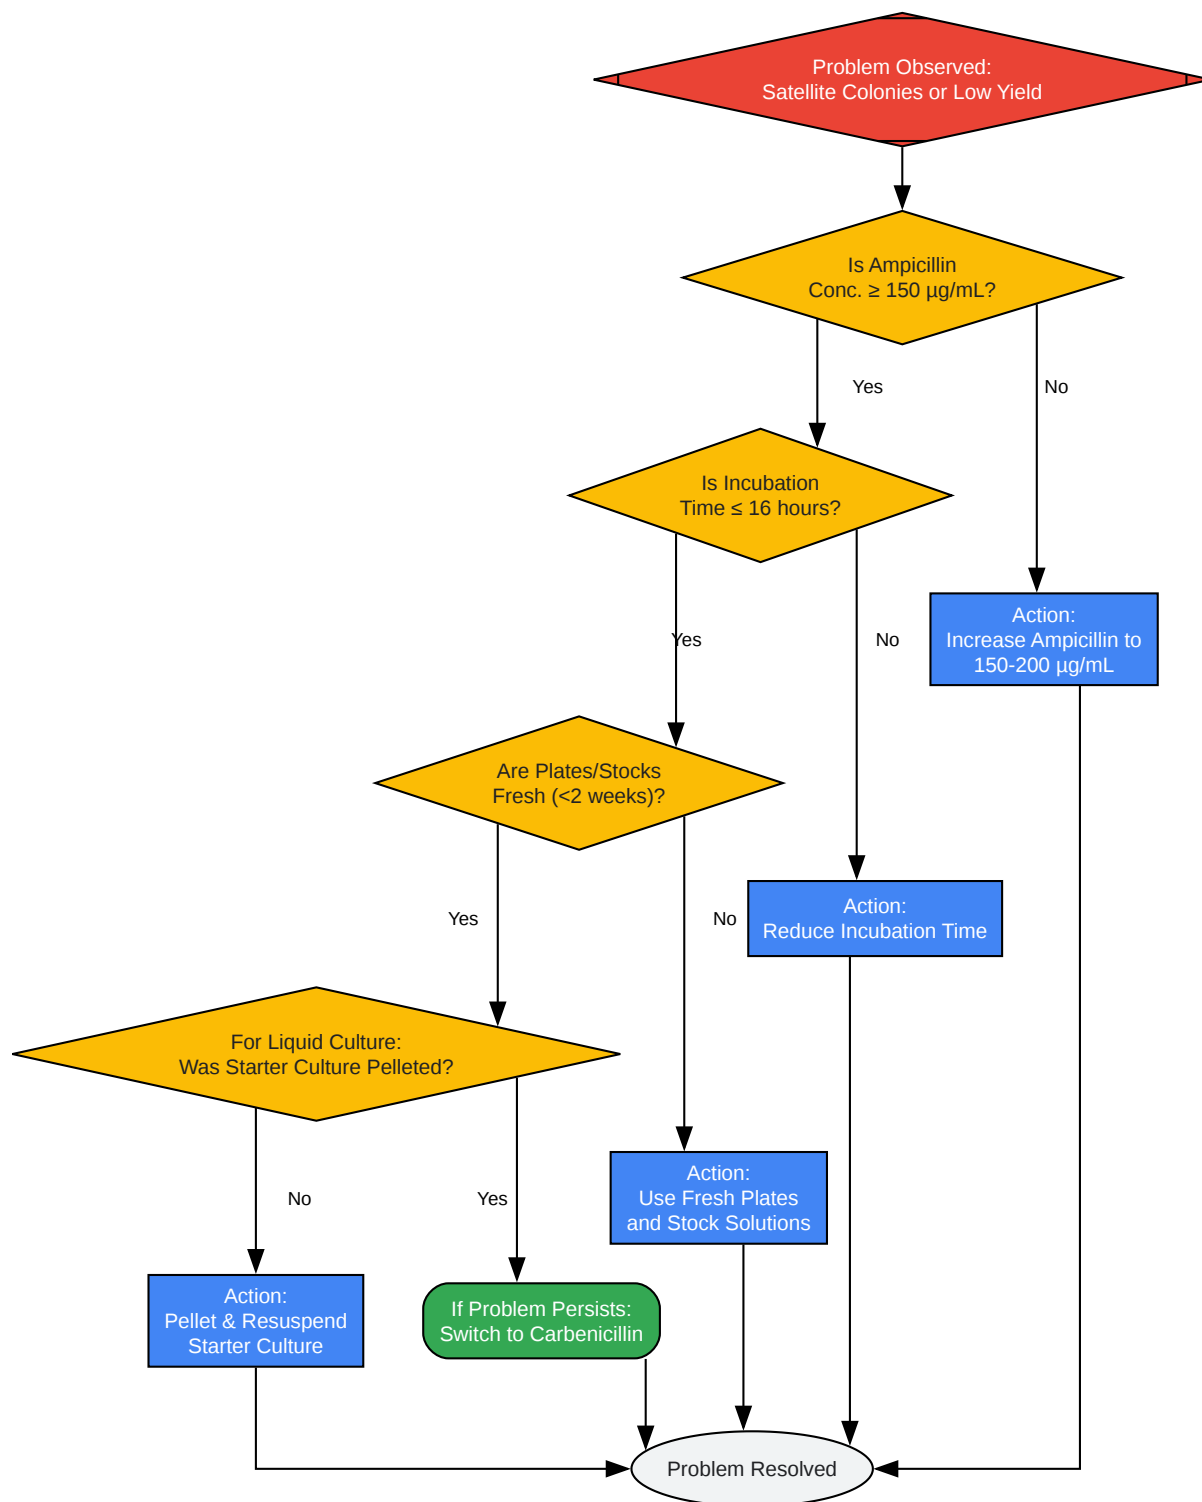 Problem Observed:
Satellite Colonies or Low Yield
Is Ampicillin
Conc. ≥ 150 µg/mL?
Yes
No
Is Incubation
Time ≤ 16 hours?
Action:
Increase Ampicillin to
150-200 µg/mL
Yes
No
Are Plates/Stocks
Fresh (<2 weeks)?
Action:
Reduce Incubation Time
Yes
No
For Liquid Culture:
Was Starter Culture Pelleted?
Action:
Use Fresh Plates
and Stock Solutions
No
Yes
Action:
Pellet & Resuspend
Starter Culture
If Problem Persists:
Switch to Carbenicillin
Problem Resolved